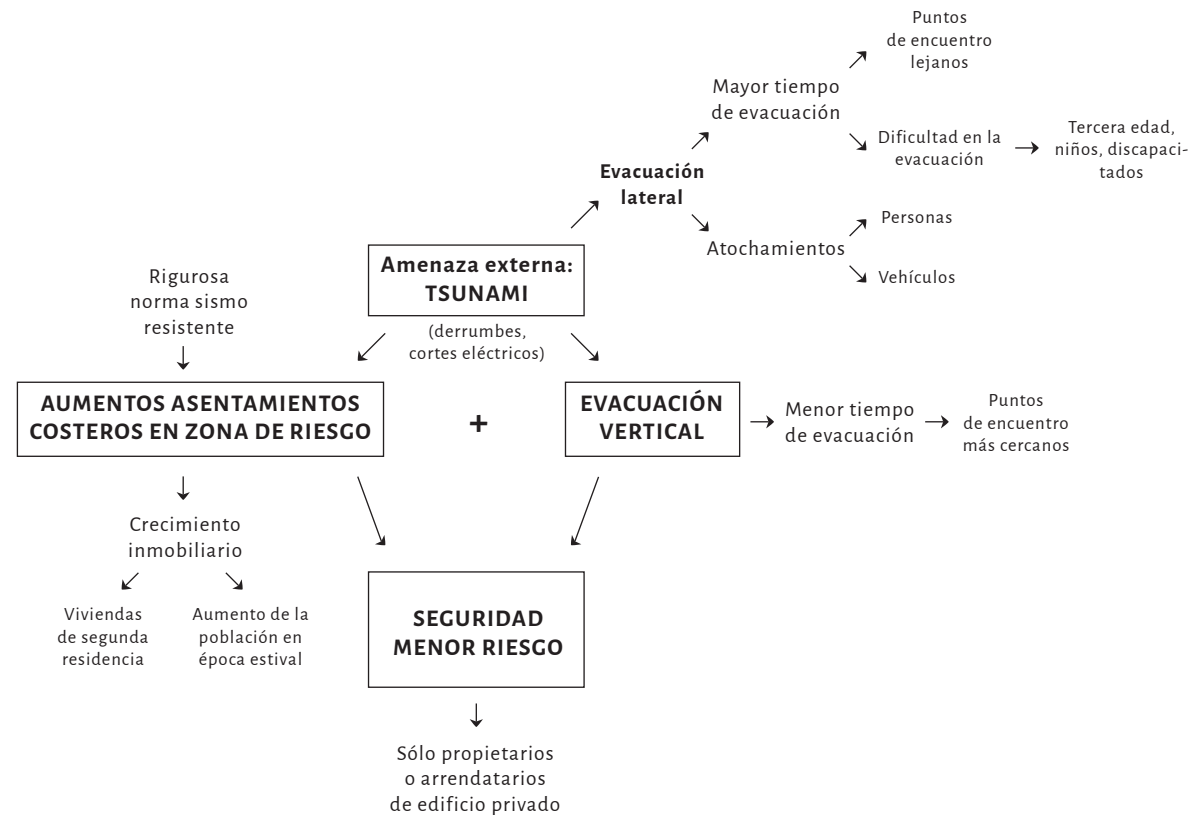 Puntos
de encuentro
lejanos
Mayor tiempo
de evacuación
Dificultad en la
evacuación
Tercera edad,
niños, discapaci-
tados
Evacuación
lateral
Atochamientos
Personas
Vehículos
Amenaza externa:
TSUNAMI
(derrumbes,
cortes eléctricos)
Rigurosa
norma sismo
resistente
AUMENTOS ASENTAMIENTOS
COSTEROS EN ZONA DE RIESGO
+
EVACUACIÓN
VERTICAL
Menor tiempo
de evacuación
Puntos
de encuentro
más cercanos
Crecimiento
inmobiliario
Viviendas
de segunda
residencia
Aumento de la
población en
época estival
SEGURIDAD
MENOR RIESGO
Sólo propietarios
o arrendatarios
de edificio privado